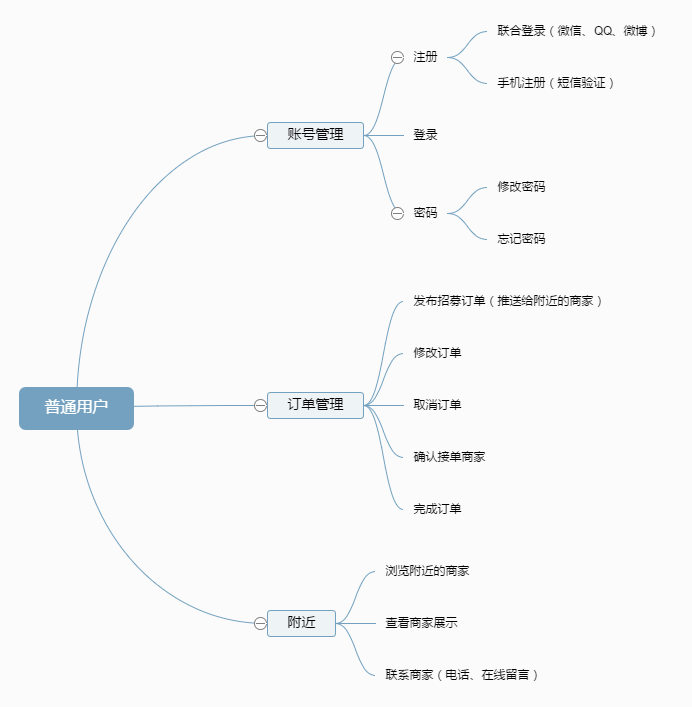 普通用户
账号管理
注册
联合登录（微信、QQ、微博）
手机注册（短信验证）
登录
密码
修改密码
忘记密码
订单管理
发布招募订单（推送给附近的商家）
修改订单
取消订单
确认接单商家
完成订单
附近
浏览附近的商家
查看商家展示
联系商家（电话、在线留言）